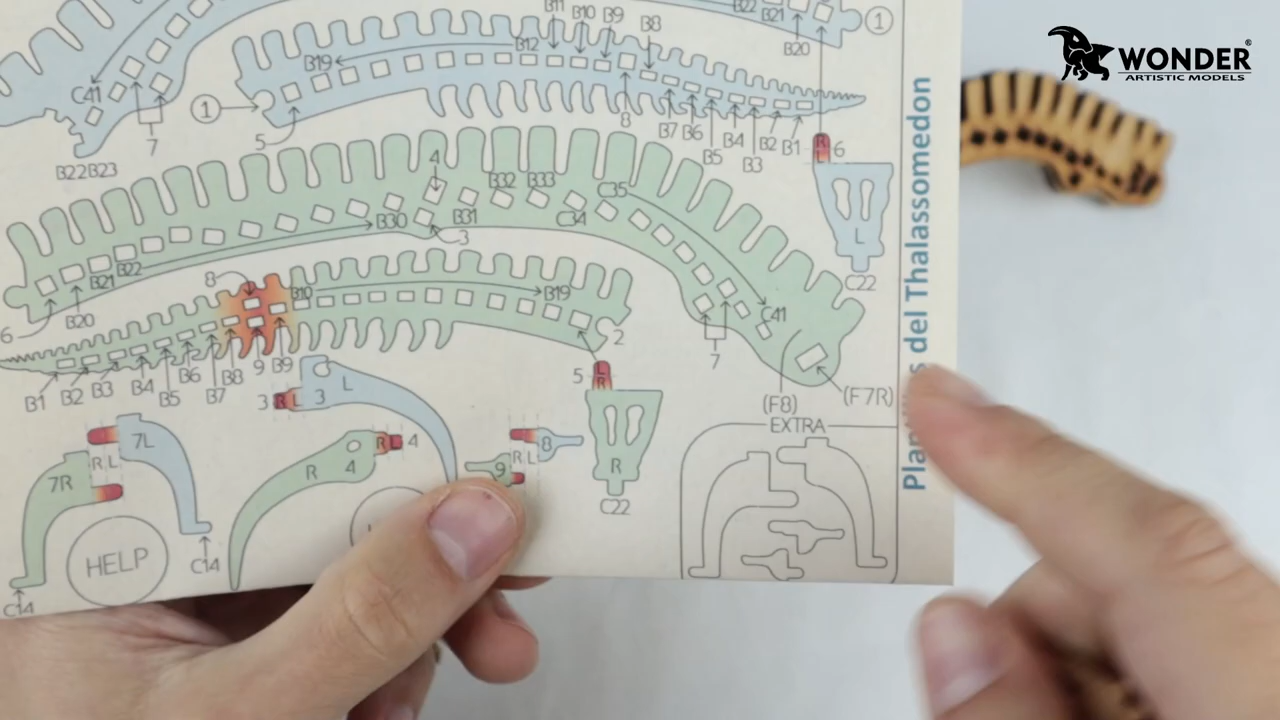 WONDER®
ARTISTIC MODELS
B22 B21
B20
1
B11 B10 B9 B8
B12
B19
C41
7
B22B23
1
5
8
B7 B6 B5 B4 B3 B2 B1
R 6
L
C22
4
B32 B33
C35
B30
B31
C34
3
B21 B22
B20
6
C41
7
(F8)
(F7R)
8
B10
B19
2
B1 B2 B3 B4 B5 B6 B7 B8 9 B9
5 L
R
R
C22
3 R L 3
L
R L 4
R 4
7L
R L
7R
C14
C14
HELP
8
R L
9
EXTRA
del Thalassomedon